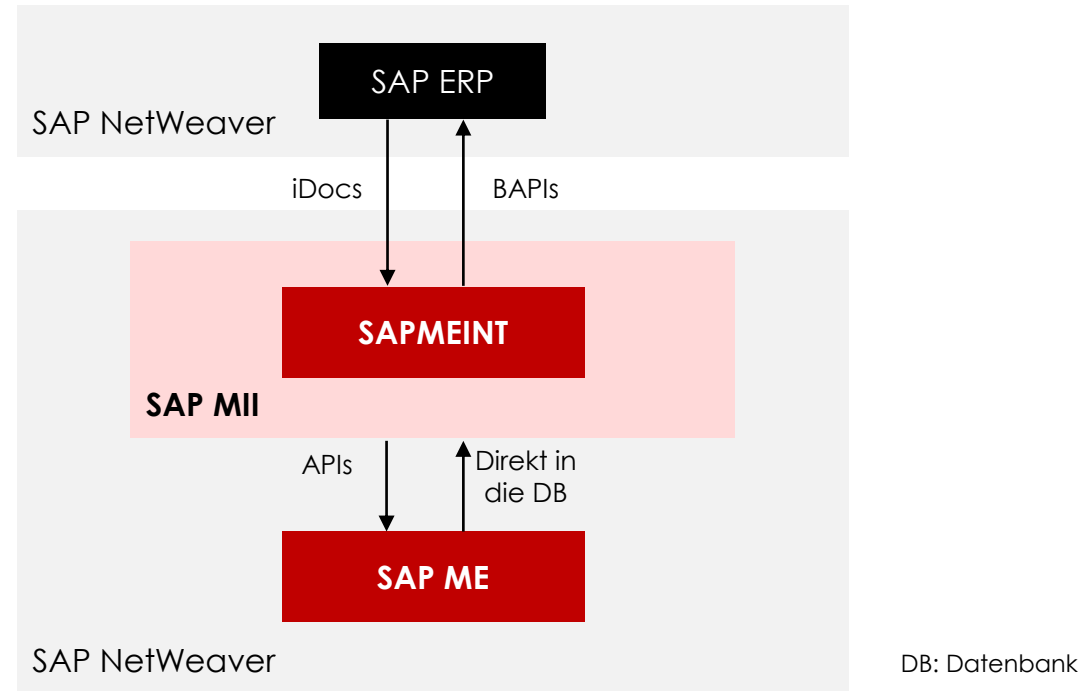 SAP ERP
SAP NetWeaver
iDocs
BAPIs
SAPMEINT
SAP MII
APIs
Direkt in
die DB
SAP ME
SAP NetWeaver
DB: Datenbank